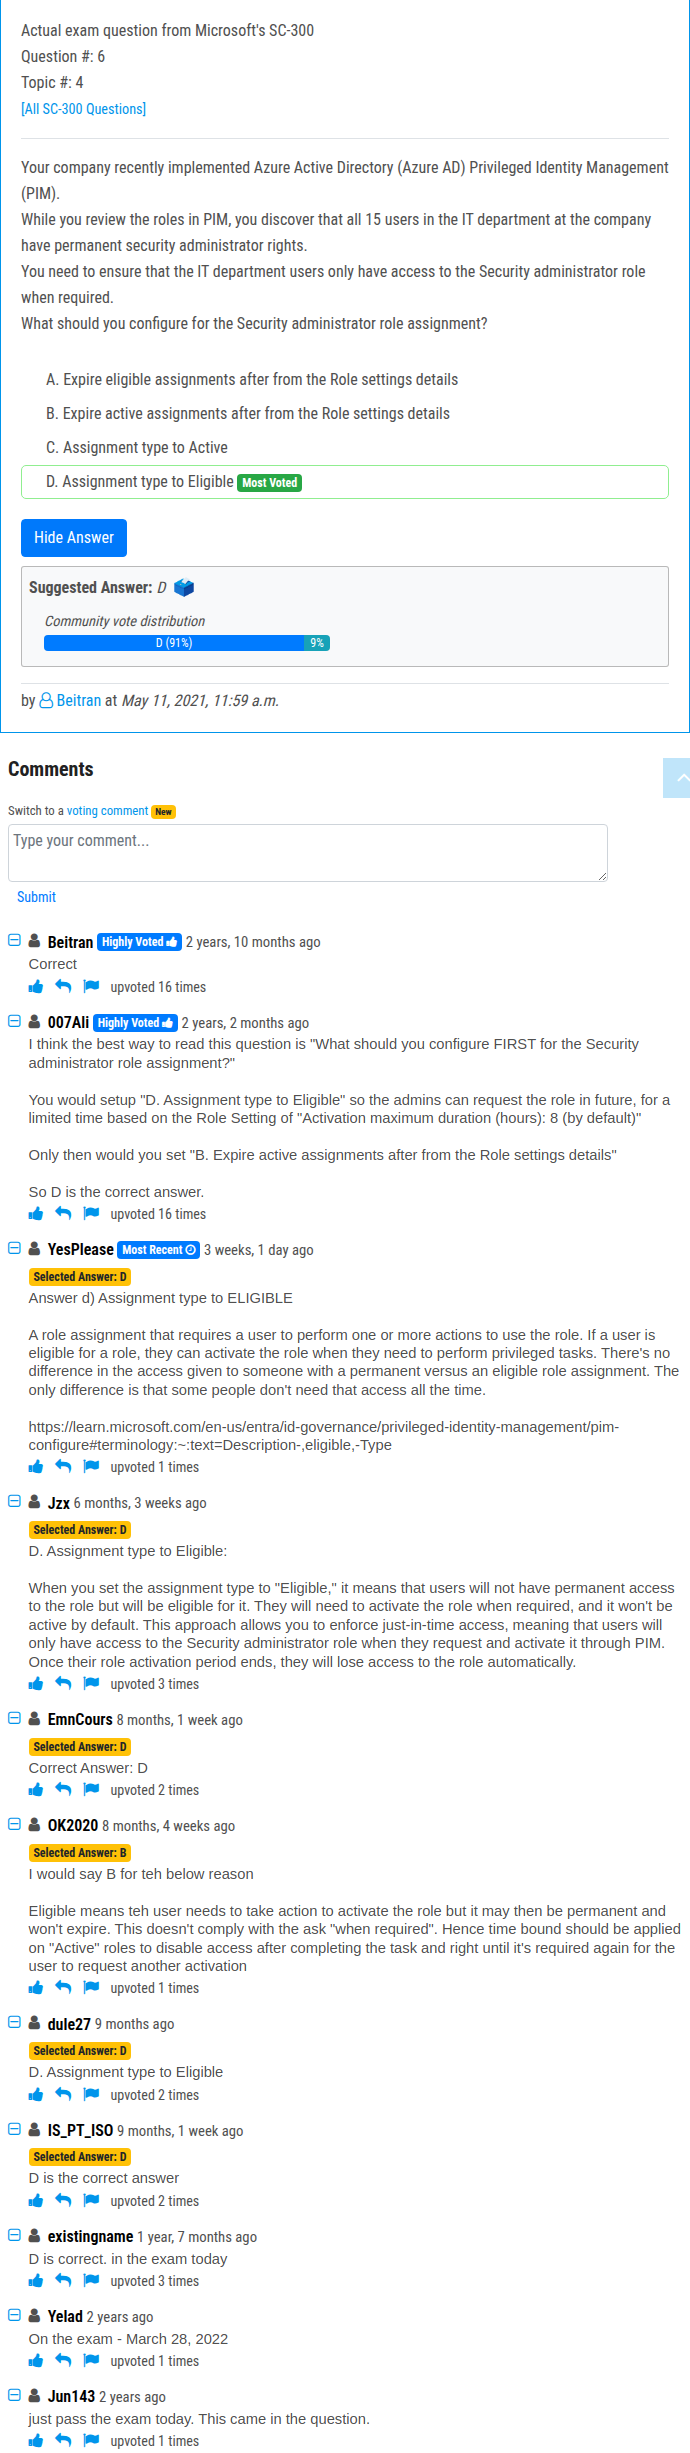 Actual exam question from Microsoft's SC-300
Question #: 6
Topic #: 4
[All SC-300 Questions]
Your company recently implemented Azure Active Directory (Azure AD) Privileged Identity Management
(PIM).
While you review the roles in PIM, you discover that all 15 users in the IT department at the company
have permanent security administrator rights.
You need to ensure that the IT department users only have access to the Security administrator role
when required.
What should you configure for the Security administrator role assignment?
A. Expire eligible assignments after from the Role settings details
B. Expire active assignments after from the Role settings details
C. Assignment type to Active
D. Assignment type to Eligible Most Voted
Hide Answer
Suggested Answer: D
Community vote distribution
D (91%) 9%
by Beitran at May 11, 2021, 11:59 a.m.
Comments
Switch to a voting comment New
Type your comment...
Submit
Beitran Highly Voted 2 years, 10 months ago
Correct
upvoted 16 times
007Ali Highly Voted 2 years, 2 months ago
I think the best way to read this question is "What should you configure FIRST for the Security
administrator role assignment?"
You would setup "D. Assignment type to Eligible" so the admins can request the role in future, for a
limited time based on the Role Setting of "Activation maximum duration (hours): 8 (by default)"
Only then would you set "B. Expire active assignments after from the Role settings details"
So D is the correct answer.
upvoted 16 times
YesPlease Most Recent 3 weeks, 1 day ago
Selected Answer: D
Answer d) Assignment type to ELIGIBLE
A role assignment that requires a user to perform one or more actions to use the role. If a user is
eligible for a role, they can activate the role when they need to perform privileged tasks. There's no
difference in the access given to someone with a permanent versus an eligible role assignment. The
only difference is that some people don't need that access all the time.
https://learn.microsoft.com/en-us/entra/id-governance/privileged-identity-management/pim-
configure#terminology:~:text=Description-,eligible,-Type
upvoted 1 times
Jzx 6 months, 3 weeks ago
Selected Answer: D
D. Assignment type to Eligible:
When you set the assignment type to "Eligible," it means that users will not have permanent access
to the role but will be eligible for it. They will need to activate the role when required, and it won't be
active by default. This approach allows you to enforce just-in-time access, meaning that users will
only have access to the Security administrator role when they request and activate it through PIM.
Once their role activation period ends, they will lose access to the role automatically.
upvoted 3 times
EmnCours 8 months, 1 week ago
Selected Answer: D
Correct Answer: D
upvoted 2 times
OK2020 8 months, 4 weeks ago
Selected Answer: B
I would say B for teh below reason
Eligible means teh user needs to take action to activate the role but it may then be permanent and
won't expire. This doesn't comply with the ask "when required". Hence time bound should be applied
on "Active" roles to disable access after completing the task and right until it's required again for the
user to request another activation
upvoted 1 times
dule27 9 months ago
Selected Answer: D
D. Assignment type to Eligible
upvoted 2 times
IS_PT_ISO 9 months, 1 week ago
Selected Answer: D
D is the correct answer
upvoted 2 times
existingname 1 year, 7 months ago
D is correct. in the exam today
upvoted 3 times
Yelad 2 years ago
On the exam - March 28, 2022
upvoted 1 times
Jun143 2 years ago
just pass the exam today. This came in the question.
upvoted 1 times